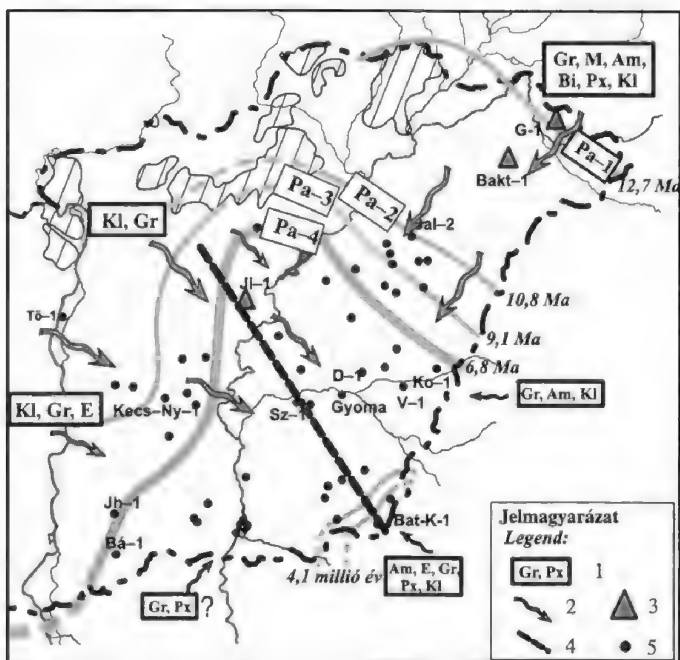 Gr, M, Am,
Bi, Px, Kl
G-1
Pa-1
Bakt-1
12,7 Ma
Pa-3
Pa-2
Pa-4
Kl, Gr
10,8 Ma
Jl-1
9,1 Ma
Tö-1
6,8 Ma
D-1
Ko-1
Kl, Gr, E
Kecs-Ny-1
Sz-1
Gyoma
V-1
Gr, Am, Kl
Jh-1
Bat-K-1
Bá-1
4,1 millió év
Am, E, Gr,
Px, Kl
Gr, Px ?
Jelmagyarázat
Legend:
Gr, Px 1
2 3
4 5